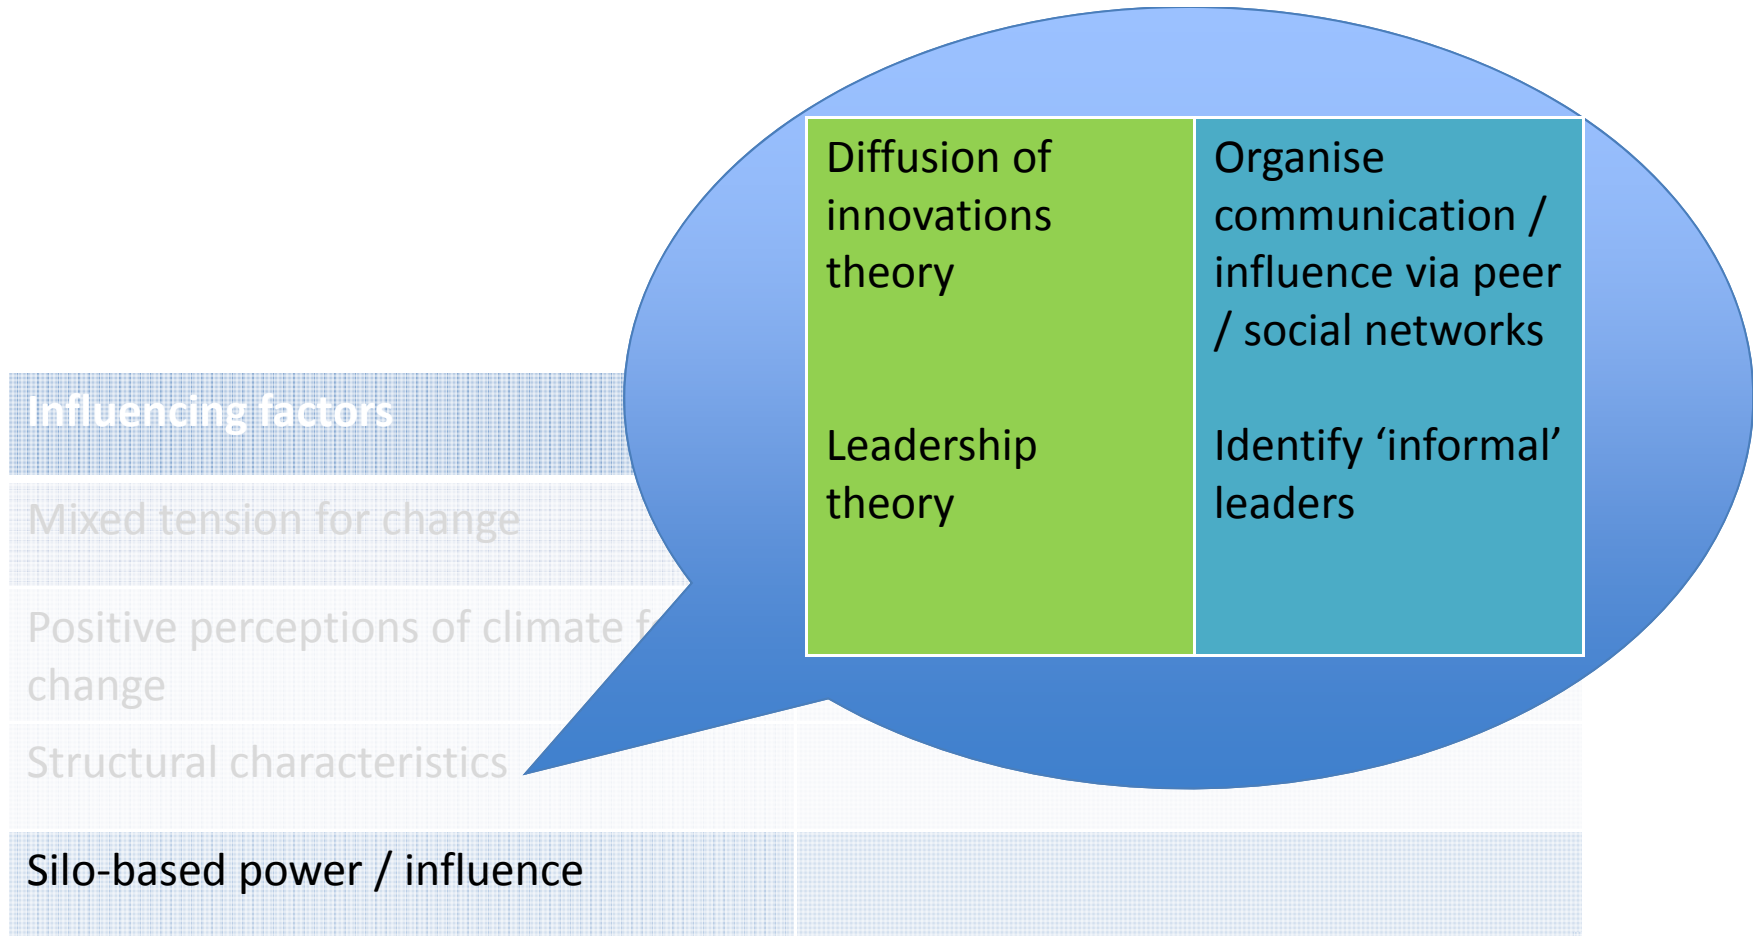 Diffusion of
innovations
theory
Leadership
theory
Organise
communication /
influence via peer
/ social networks
Identify ‘informal’
leaders
Influencing factors
Mixed tension for change
Positive perceptions of climate
change
Structural characteristics
Silo-based power / influence